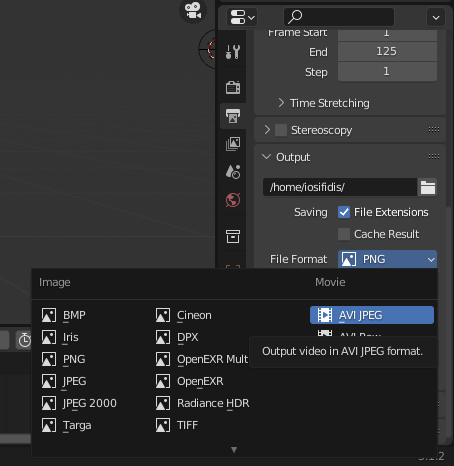 Frame Start 1
End 125
Step 1
Time Stretching
Stereoscopy
Output
/home/iosifidis/
Saving File Extensions
Cache Result
File Format PNG
Image Movie
BMP Cineon AVI JPEG
Iris DPX AVI Raw
PNG OpenEXR Mult
Output video in AVI JPEG format.
JPEG OpenEXR
JPEG 2000 Radiance HDR
Targa TIFF
3.1.2